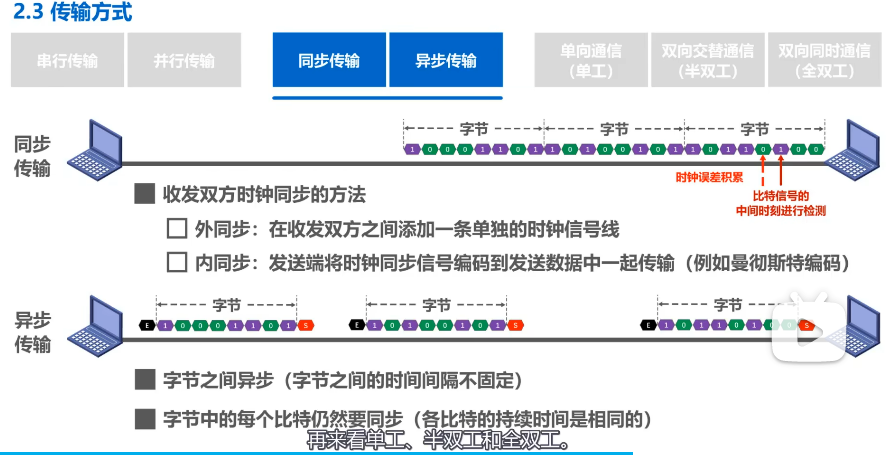 2.3 传输方式
串行传输 并行传输 同步传输 异步传输 单向通信（单工） 双向交替通信（半双工） 双向同时通信（全双工）
同步传输
字节 字节 字节
1 0 0 0 1 1 0 1 1 0 1 0 0 1 0 1 1 0 1 1 0 1 0 0
时钟误差积累
比特信号的
中间时刻进行检测
收发双方时钟同步的方法
外同步：在收发双方之间添加一条单独的时钟信号线
内同步：发送端将时钟同步信号编码到发送数据中一起传输（例如曼彻斯特编码）
异步传输
字节 字节 字节
E 1 0 0 0 1 1 0 1 S E 1 0 1 0 0 1 0 1 S E 1 0 1 1 0 1 0 0 S
字节之间异步（字节之间的时间间隔不固定）
字节中的每个比特仍然要同步（各比特的持续时间是相同的）
再来看单工、半双工和全双工。